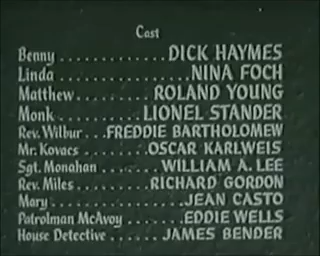 Cast
Benny ............ DICK HAYMES
Linda ................. NINA FOCH
Matthew .......... ROLAND YOUNG
Monk ........... LIONEL STANDER
Rev. Wilbur ... FREDDIE BARTHOLOMEW
Mr. Kovacs ...... OSCAR KARLWEIS
Sgt. Monahan ........ WILLIAM A. LEE
Rev. Miles ........ RICHARD GORDON
Mary ................ JEAN CASTO
Patrolman McAvoy ....... EDDIE WELLS
House Detective ...... JAMES BENDER